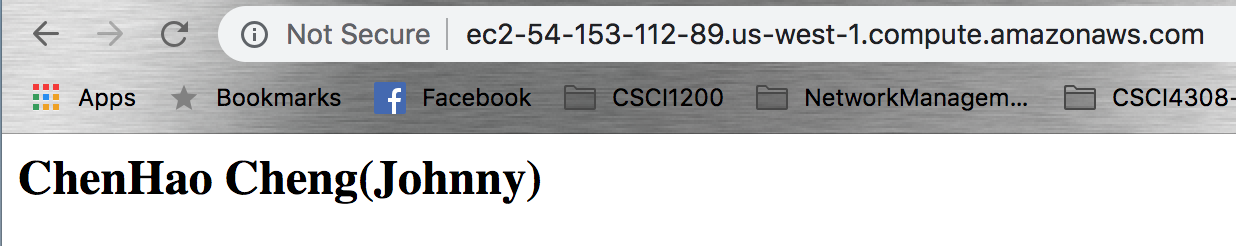 Not Secure ec2-54-153-112-89.us-west-1.compute.amazonaws.com
Apps Bookmarks Facebook CSCI1200 NetworkManagem... CSCI4308-
ChenHao Cheng(Johnny)